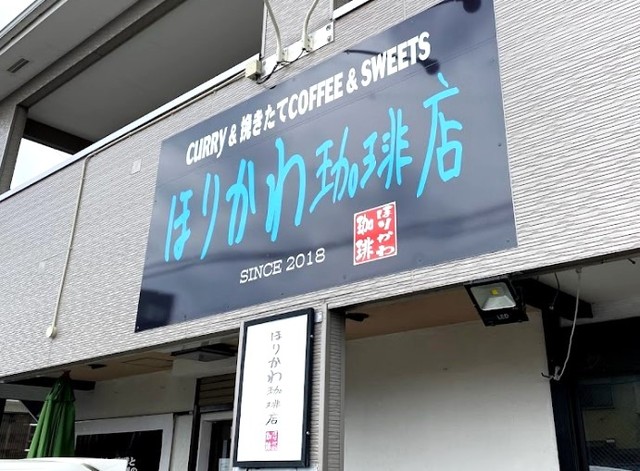 CURRY & 挽きたてCOFFEE & SWEETS
ほりかわ珈琲店
SINCE 2018
ほりかわ
珈琲
ほりかわ珈琲店
LED